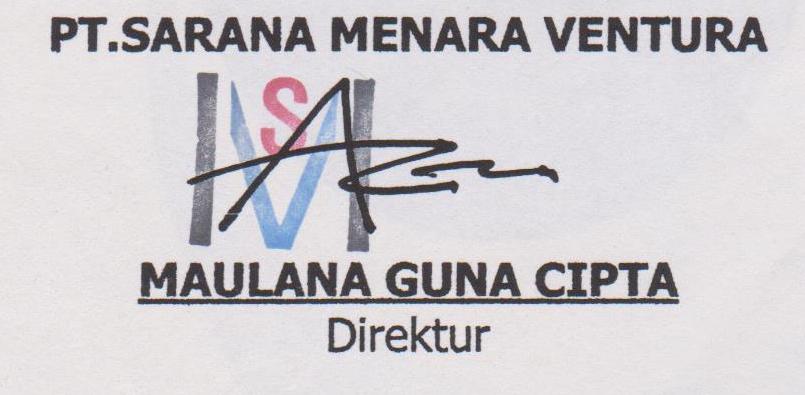 PT.SARANA MENARA VENTURA
S
MAULANA GUNA CIPTA
Direktur